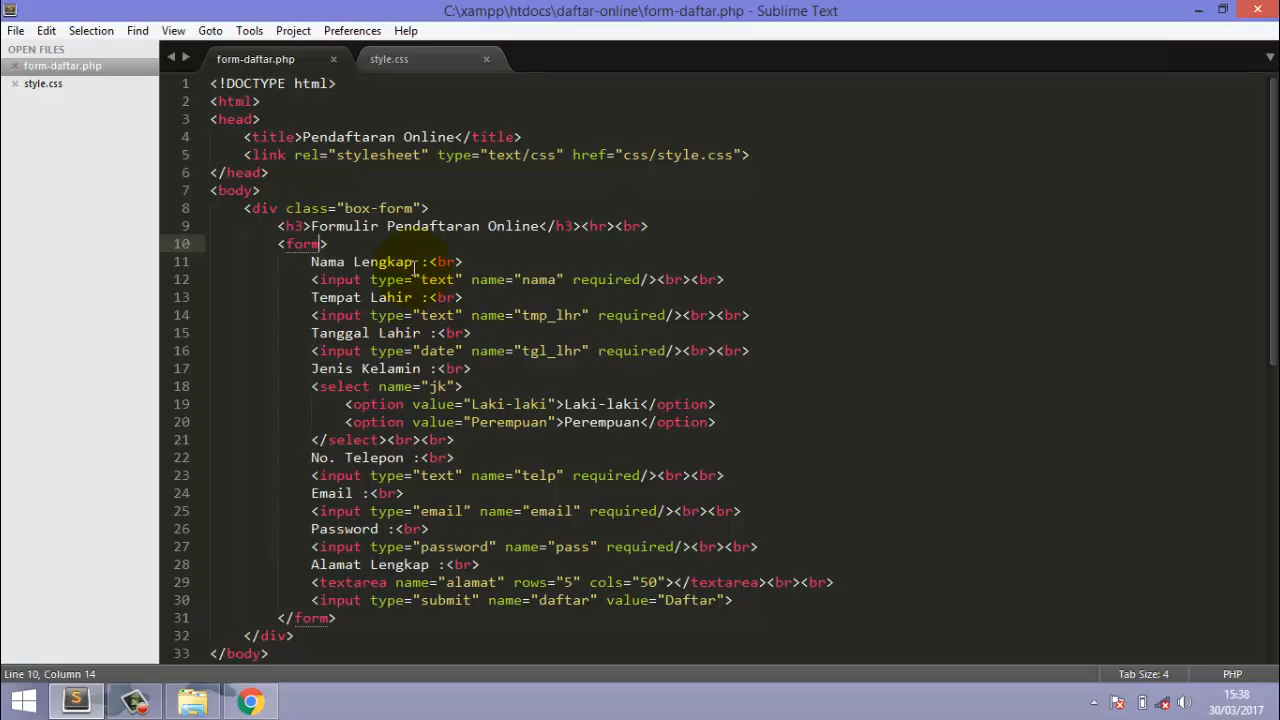 C:\xampp\htdocs\daftar-online\form-daftar.php - Sublime Text
File Edit Selection Find View Goto Tools Project Preferences Help
OPEN FILES
form-daftar.php
style.css
form-daftar.php style.css
1 <!DOCTYPE html>
2 <html>
3 <head>
4 <title>Pendaftaran Online</title>
5 <link rel="stylesheet" type="text/css" href="css/style.css">
6 </head>
7 <body>
8 <div class="box-form">
9 <h3>Formulir Pendaftaran Online</h3><hr><br>
10 <form>
11 Nama Lengkap :<br>
12 <input type="text" name="nama" required/><br><br>
13 Tempat Lahir :<br>
14 <input type="text" name="tmp_lhr" required/><br><br>
15 Tanggal Lahir :<br>
16 <input type="date" name="tgl_lhr" required/><br><br>
17 Jenis Kelamin :<br>
18 <select name="jk">
19 <option value="Laki-laki">Laki-laki</option>
20 <option value="Perempuan">Perempuan</option>
21 </select><br><br>
22 No. Telepon :<br>
23 <input type="text" name="telp" required/><br><br>
24 Email :<br>
25 <input type="email" name="email" required/><br><br>
26 Password :<br>
27 <input type="password" name="pass" required/><br><br>
28 Alamat Lengkap :<br>
29 <textarea name="alamat" rows="5" cols="50"></textarea><br><br>
30 <input type="submit" name="daftar" value="Daftar">
31 </form>
32 </div>
33 </body>
Line 10, Column 14 Tab Size: 4 PHP
15:38
30/03/2017